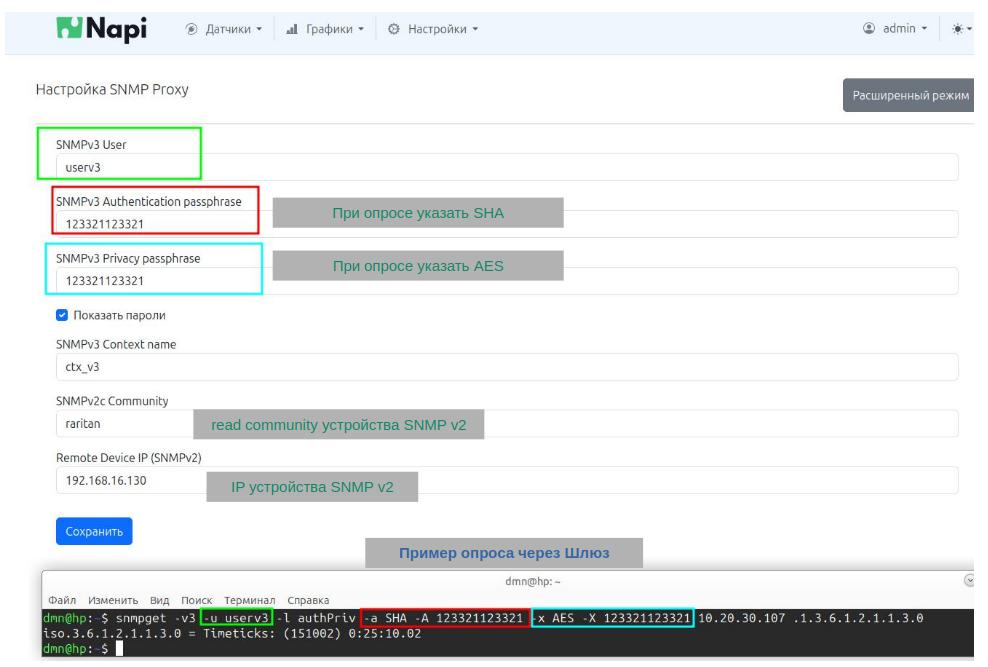 Napi Датчики Графики Настройки admin
Настройка SNMP Proxy
Расширенный режим
SNMPv3 User
userv3
SNMPv3 Authentication passphrase
123321123321
При опросе указать SHA
SNMPv3 Privacy passphrase
123321123321
При опросе указать AES
Показать пароли
SNMPv3 Context name
ctx_v3
SNMPv2c Community
raritan
read community устройства SNMP v2
Remote Device IP (SNMPv2)
192.168.16.130
IP устройства SNMP v2
Сохранить
Пример опроса через Шлюз
dmn@hp: ~
Файл Изменить Вид Поиск Терминал Справка
dmn@hp:~$ snmpget -v3 -u userv3 -l authPriv -a SHA -A 123321123321 -x AES -X 123321123321 10.20.30.107 .1.3.6.1.2.1.1.3.0
iso.3.6.1.2.1.1.3.0 = Timeticks: (151002) 0:25:10.02
dmn@hp:~$